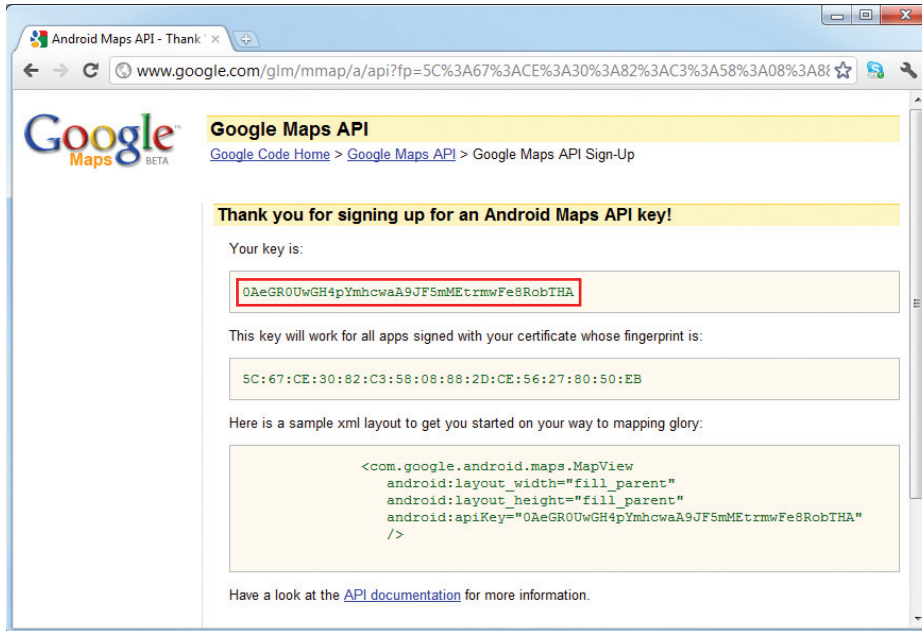 Android Maps API - Thank
www.google.com/glm/mmap/a/api?fp=5C%3A67%3ACE%3A30%3A82%3AC3%3A58%3A08%3A88
Google Maps BETA
Google Maps API
Google Code Home > Google Maps API > Google Maps API Sign-Up
Thank you for signing up for an Android Maps API key!
Your key is:
0AeGR0UwGH4pYmhcwaA9JF5mMEtrmwFe8RobTHA
This key will work for all apps signed with your certificate whose fingerprint is:
5C:67:CE:30:82:C3:58:08:88:2D:CE:56:27:80:50:EB
Here is a sample xml layout to get you started on your way to mapping glory:
<com.google.android.maps.MapView
android:layout_width="fill_parent"
android:layout_height="fill_parent"
android:apiKey="0AeGR0UwGH4pYmhcwaA9JF5mMEtrmwFe8RobTHA"
/>
Have a look at the API documentation for more information.